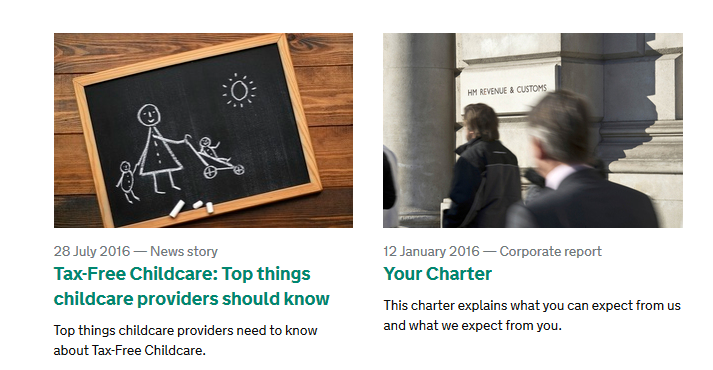 28 July 2016 — News story
Tax-Free Childcare: Top things
childcare providers should know
Top things childcare providers need to know
about Tax-Free Childcare.
HM REVENUE & CUSTOMS
12 January 2016 — Corporate report
Your Charter
This charter explains what you can expect from us
and what we expect from you.